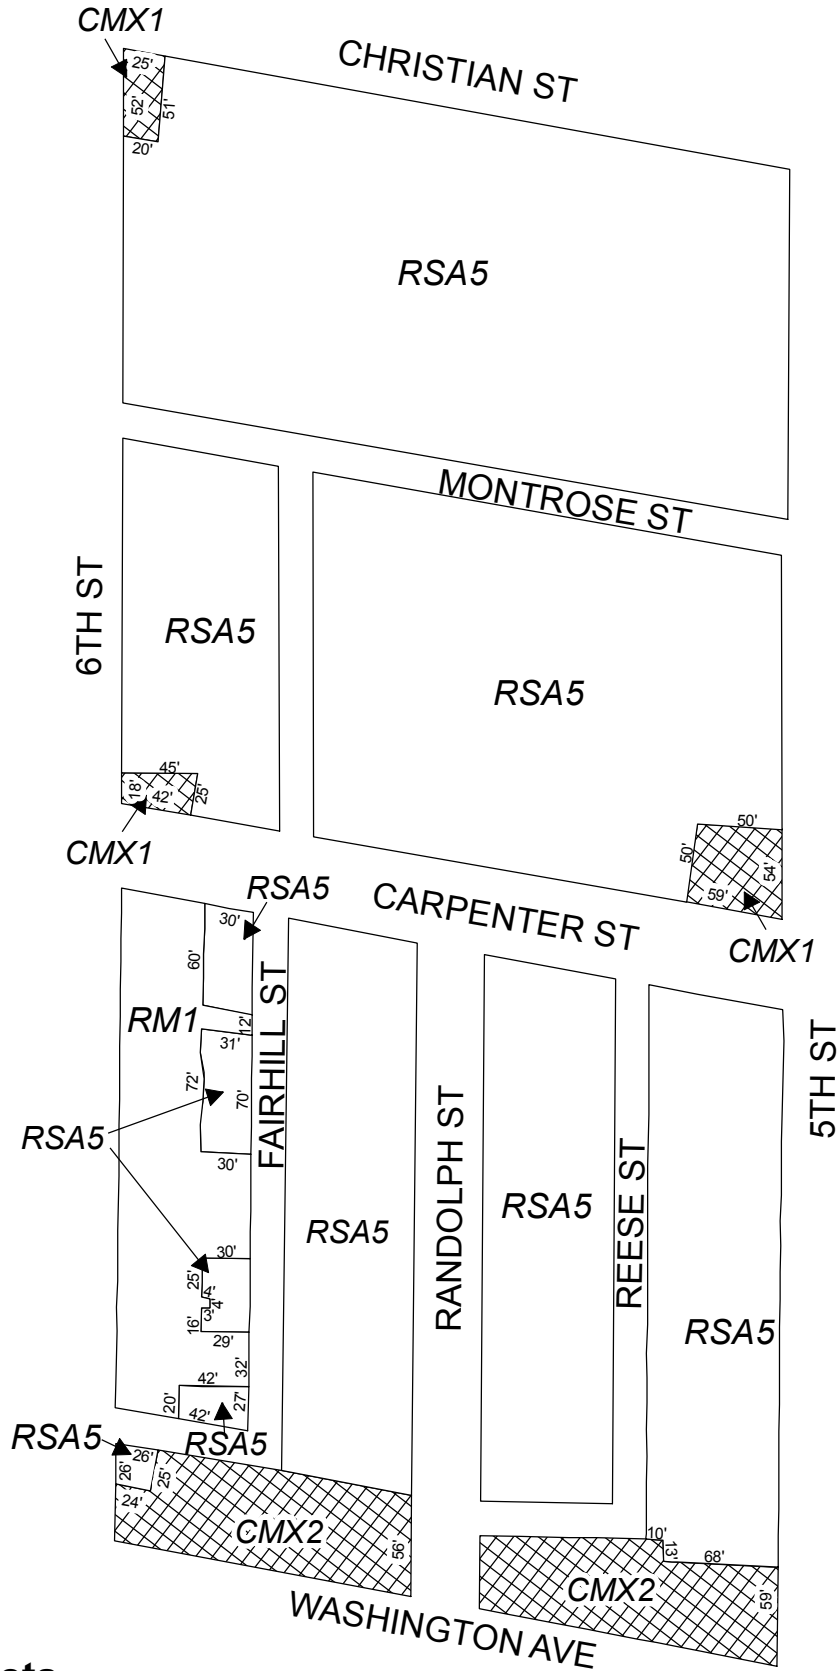 CMX1
CHRISTIAN ST
25'
52'
51'
20'
RSA5
MONTROSE ST
6TH ST
RSA5
RSA5
45'
18'
42'
25'
CMX1
50'
50'
54'
59'
CMX1
RSA5
30'
60'
CARPENTER ST
RM1
12'
31'
72'
70'
30'
FAIRHILL ST
5TH ST
RSA5
RANDOLPH ST
REESE ST
RSA5
RSA5
30'
25'
4'
4'
3'
16'
29'
RSA5
32'
42'
20'
27'
42'
RSA5
RSA5
26'
26'
25'
24'
CMX2
56'
10'
13'
68'
CMX2
59'
WASHINGTON AVE